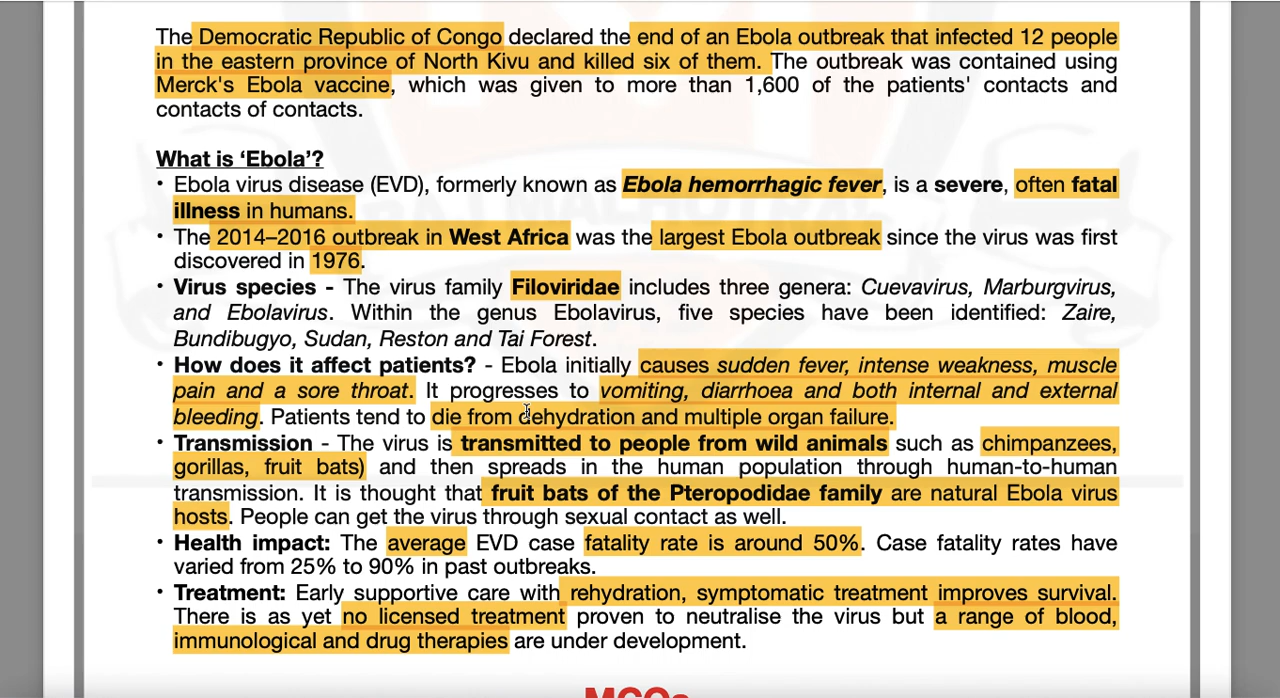 The Democratic Republic of Congo declared the end of an Ebola outbreak that infected 12 people
in the eastern province of North Kivu and killed six of them. The outbreak was contained using
Merck's Ebola vaccine, which was given to more than 1,600 of the patients' contacts and
contacts of contacts.
What is ‘Ebola’?
• Ebola virus disease (EVD), formerly known as Ebola hemorrhagic fever, is a severe, often fatal
illness in humans.
• The 2014–2016 outbreak in West Africa was the largest Ebola outbreak since the virus was first
discovered in 1976.
• Virus species - The virus family Filoviridae includes three genera: Cuevavirus, Marburgvirus,
and Ebolavirus. Within the genus Ebolavirus, five species have been identified: Zaire,
Bundibugyo, Sudan, Reston and Tai Forest.
• How does it affect patients? - Ebola initially causes sudden fever, intense weakness, muscle
pain and a sore throat. It progresses to vomiting, diarrhoea and both internal and external
bleeding. Patients tend to die from dehydration and multiple organ failure.
• Transmission - The virus is transmitted to people from wild animals such as chimpanzees,
gorillas, fruit bats) and then spreads in the human population through human-to-human
transmission. It is thought that fruit bats of the Pteropodidae family are natural Ebola virus
hosts. People can get the virus through sexual contact as well.
• Health impact: The average EVD case fatality rate is around 50%. Case fatality rates have
varied from 25% to 90% in past outbreaks.
• Treatment: Early supportive care with rehydration, symptomatic treatment improves survival.
There is as yet no licensed treatment proven to neutralise the virus but a range of blood,
immunological and drug therapies are under development.